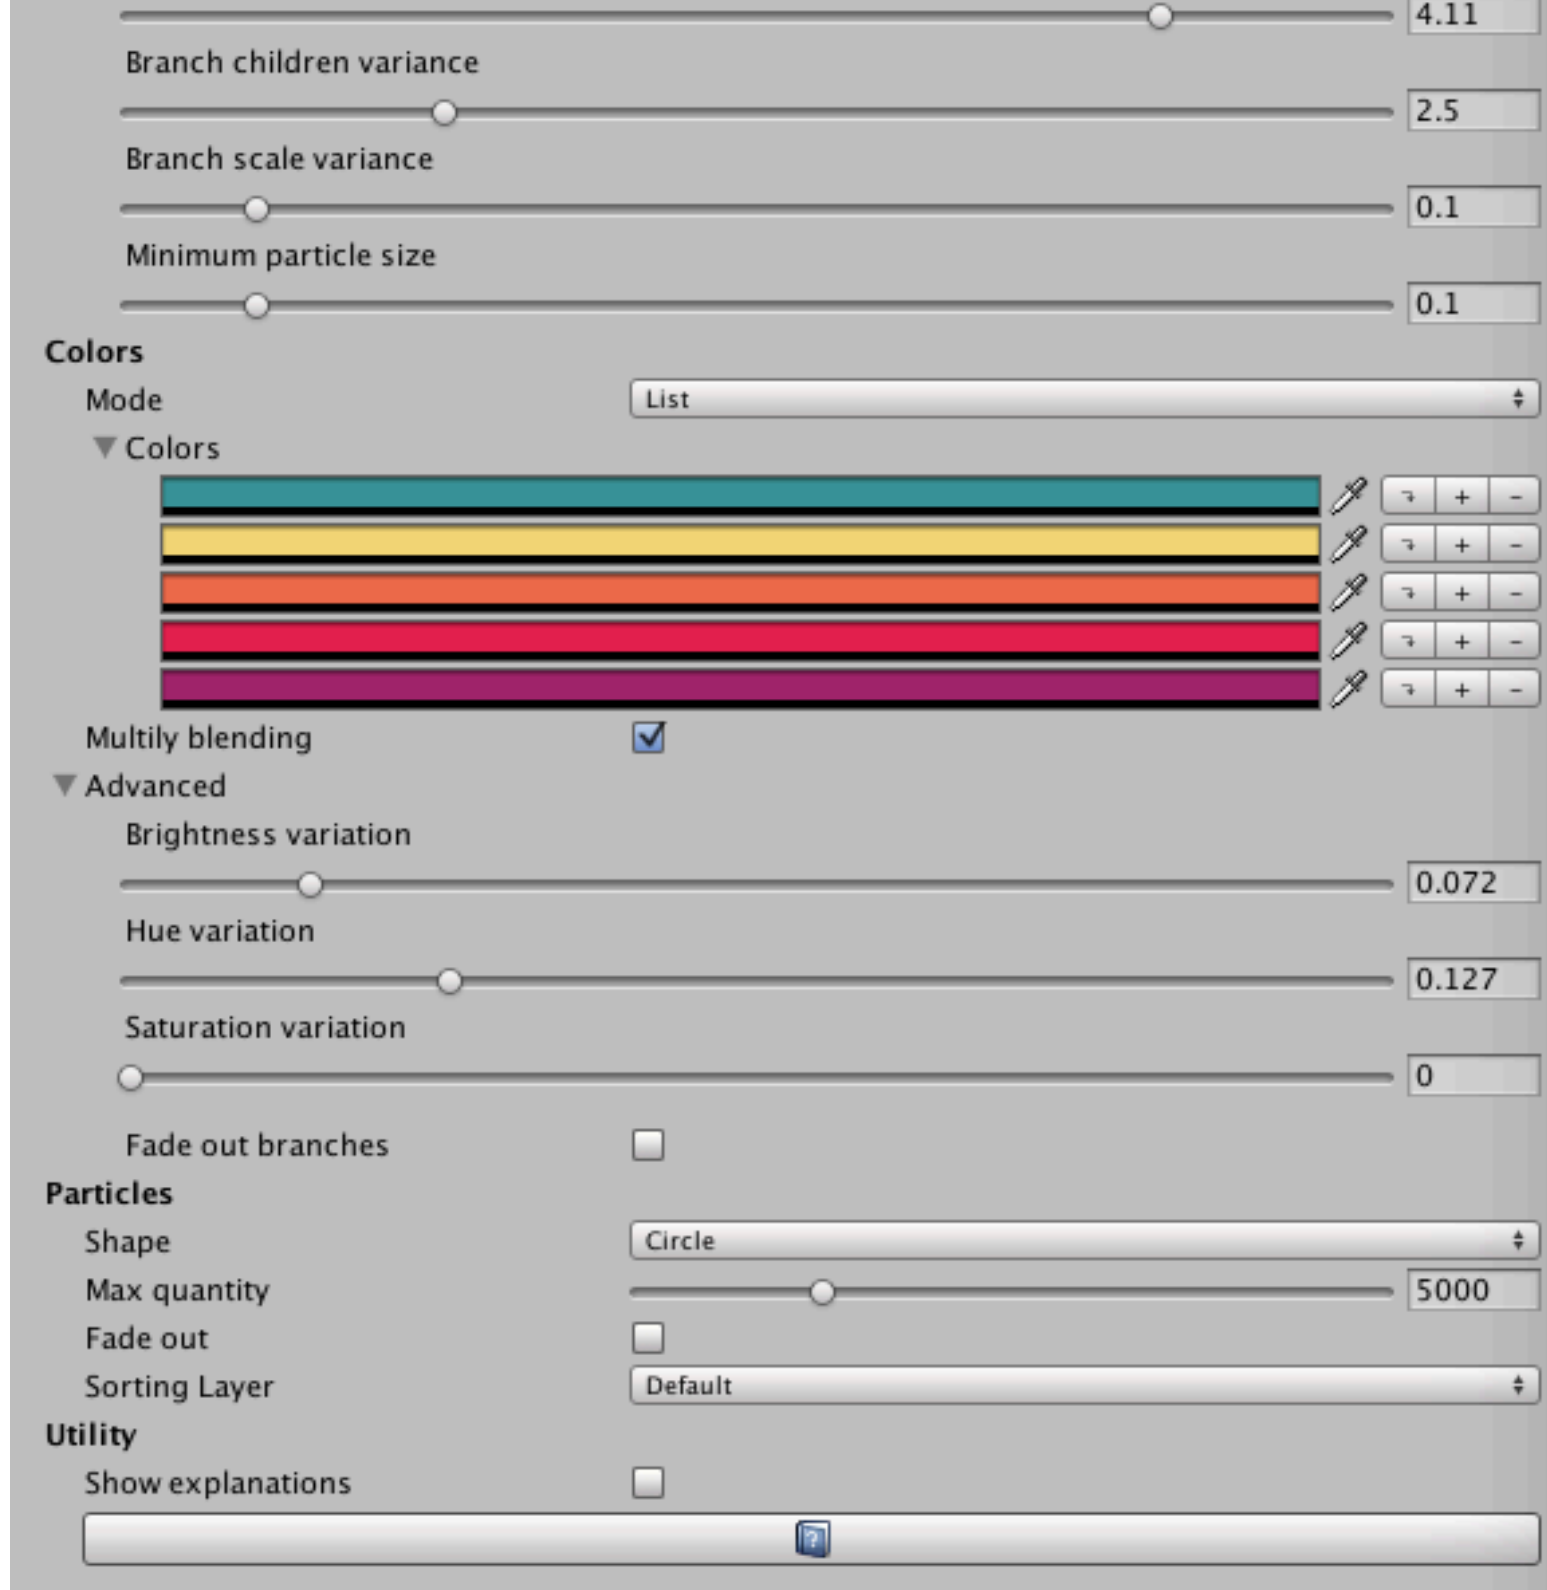 4.11
Branch children variance
2.5
Branch scale variance
0.1
Minimum particle size
0.1
Colors
Mode List
Colors
+ -
+ -
+ -
+ -
+ -
Multily blending
Advanced
Brightness variation
0.072
Hue variation
0.127
Saturation variation
0
Fade out branches
Particles
Shape Circle
Max quantity 5000
Fade out
Sorting Layer Default
Utility
Show explanations
?